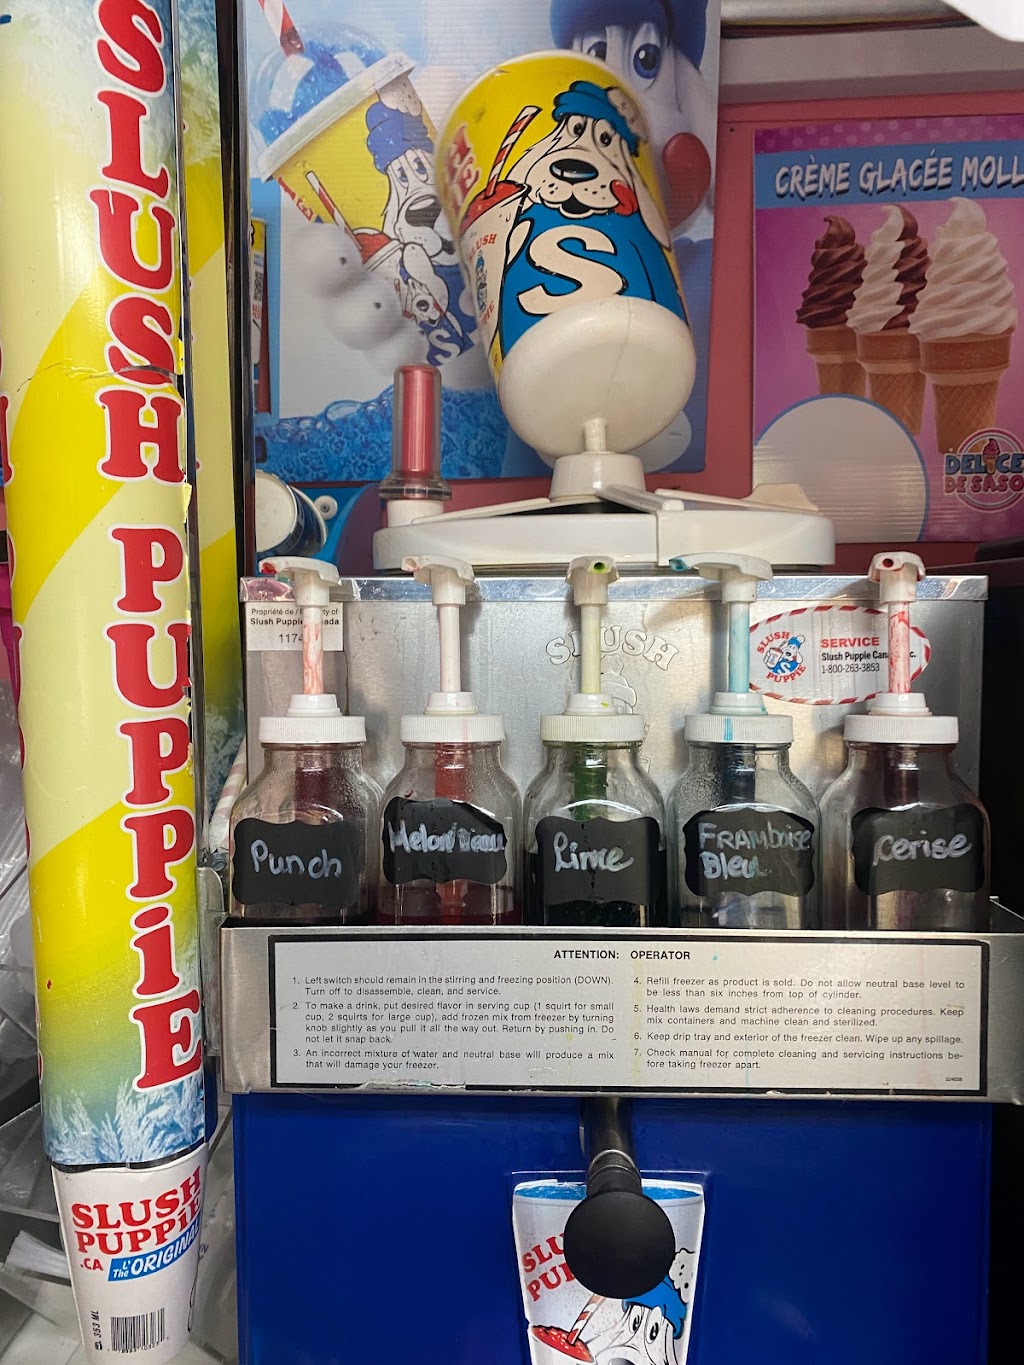 SLUSH PUPPiE
S
CRÈME GLACÉE MOLL
DÉLICE
DE SASO
Propriété de /
Slush Puppie
1174
SLUSH
SLUSH
PUPPIE
SERVICE
Slush Puppie Can
1-800-263-3853
Punch
Melon d'eau
Lime
FRAMboise
Bleu
cerise
ATTENTION: OPERATOR
1. Left switch should remain in the stirring and freezing position (DOWN).
Turn off to disassemble, clean, and service.
2. To make a drink, put desired flavor in serving cup (1 squirt for small
cup, 2 squirts for large cup), add frozen mix from freezer by turning
knob slightly as you pull it all the way out. Return by pushing in. Do
not let it snap back.
3. An incorrect mixture of water and neutral base will produce a mix
that will damage your freezer.
4. Refill freezer as product is sold. Do not allow neutral base level to
be less than six inches from top of cylinder.
5. Health laws demand strict adherence to cleaning procedures. Keep
mix containers and machine clean and sterilized.
6. Keep drip tray and exterior of the freezer clean. Wipe up any spillage.
7. Check manual for complete cleaning and servicing instructions be-
fore taking freezer apart.
SLUSH
PUPPiE
.CA L'
The ORIGINAL
353 ML
SLU
PU